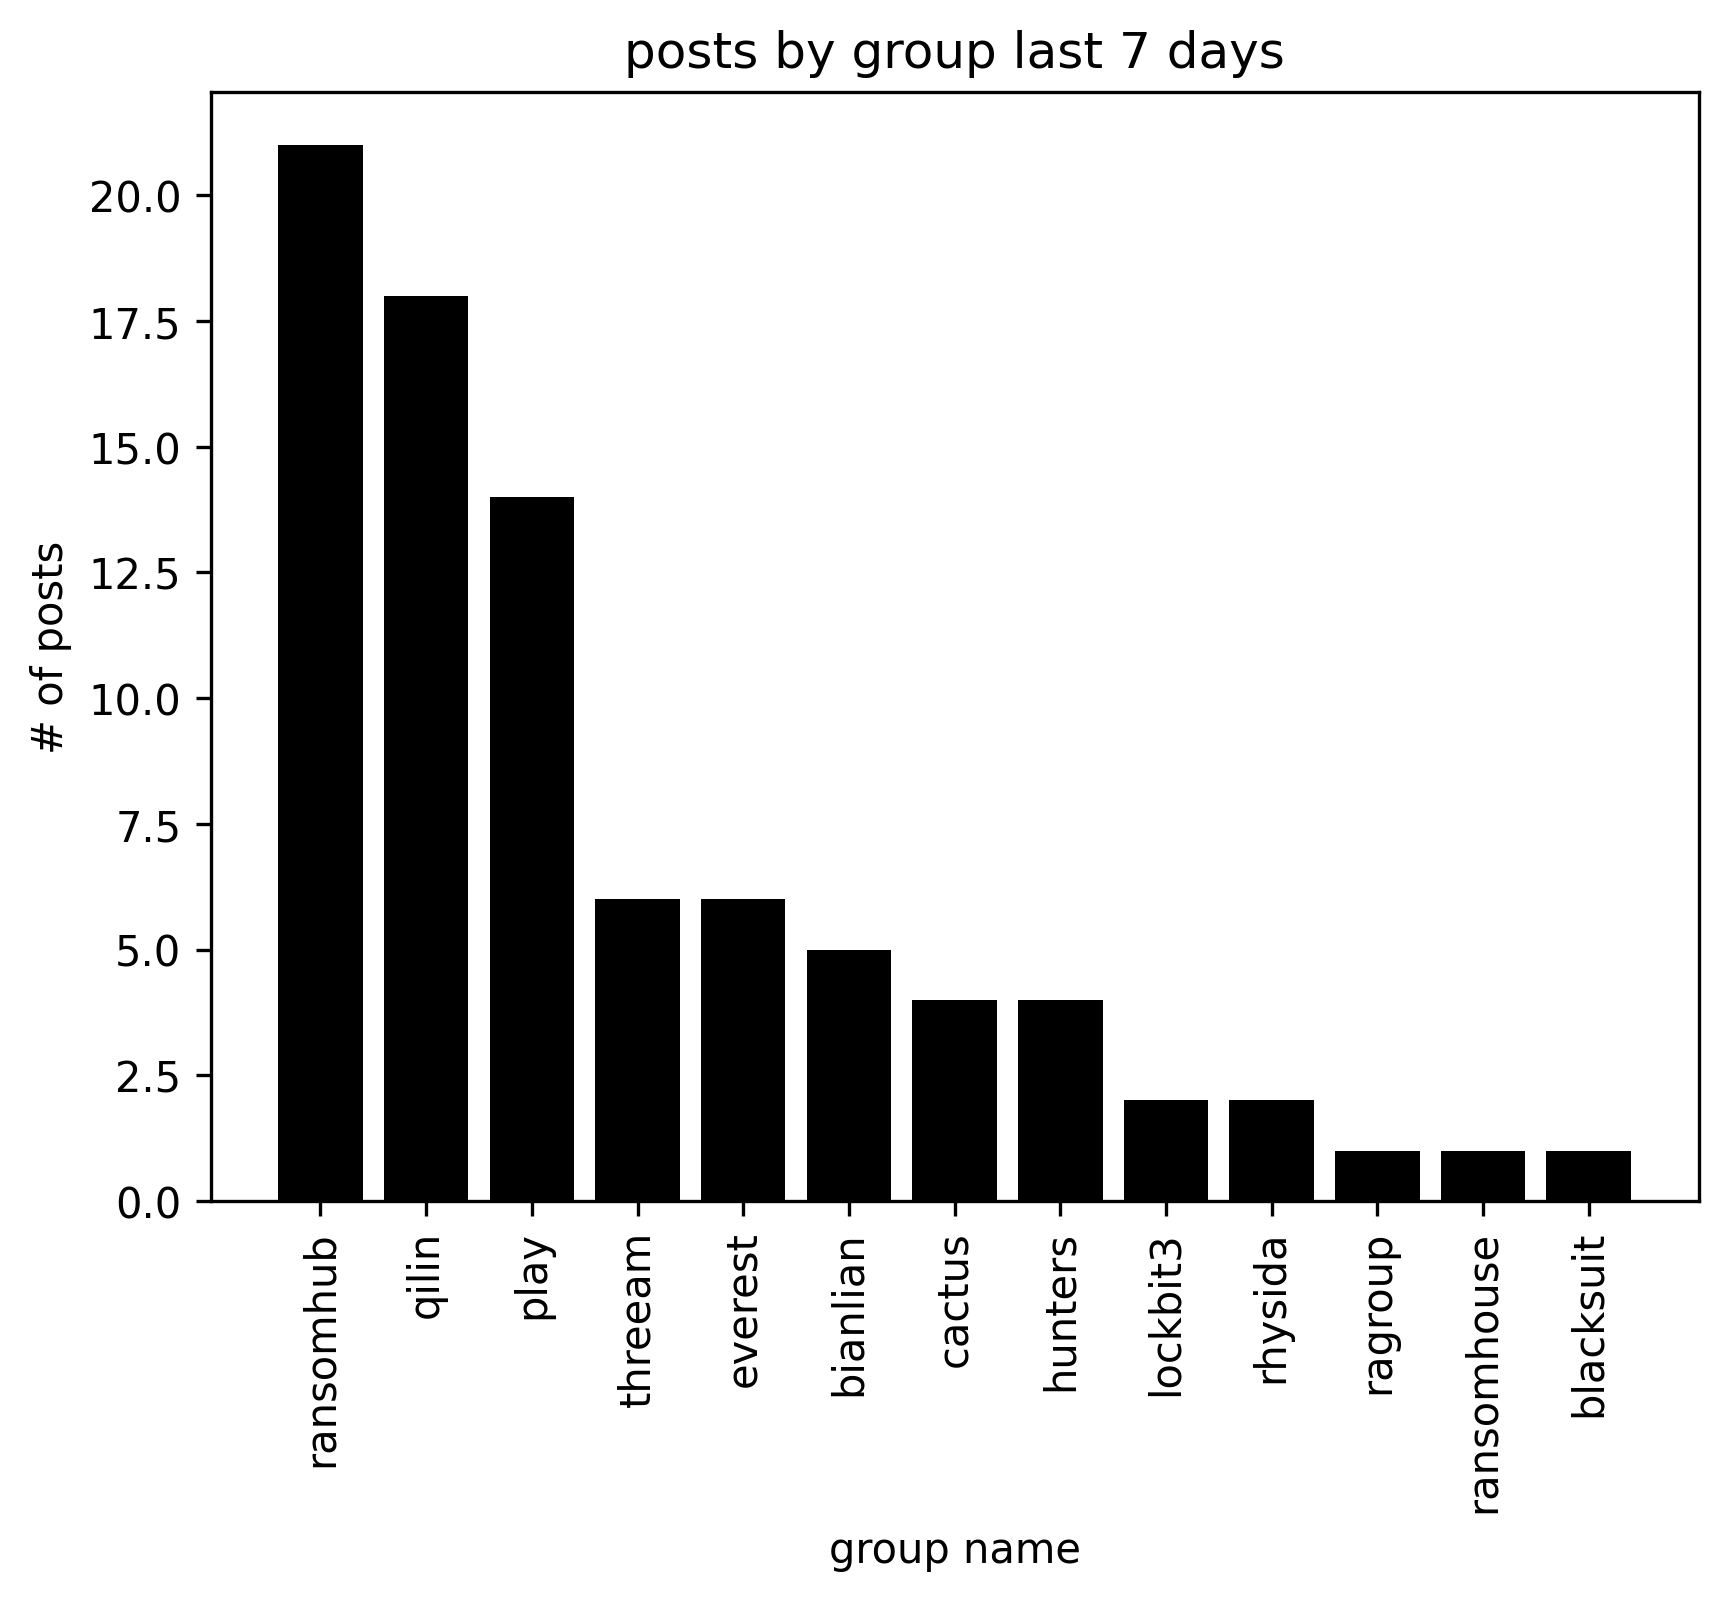 posts by group last 7 days
# of posts
20.0
17.5
15.0
12.5
10.0
7.5
5.0
2.5
0.0
ransomhub
qilin
play
threeam
everest
bianlian
cactus
hunters
lockbit3
rhysida
ragroup
ransomhouse
blacksuit
group name